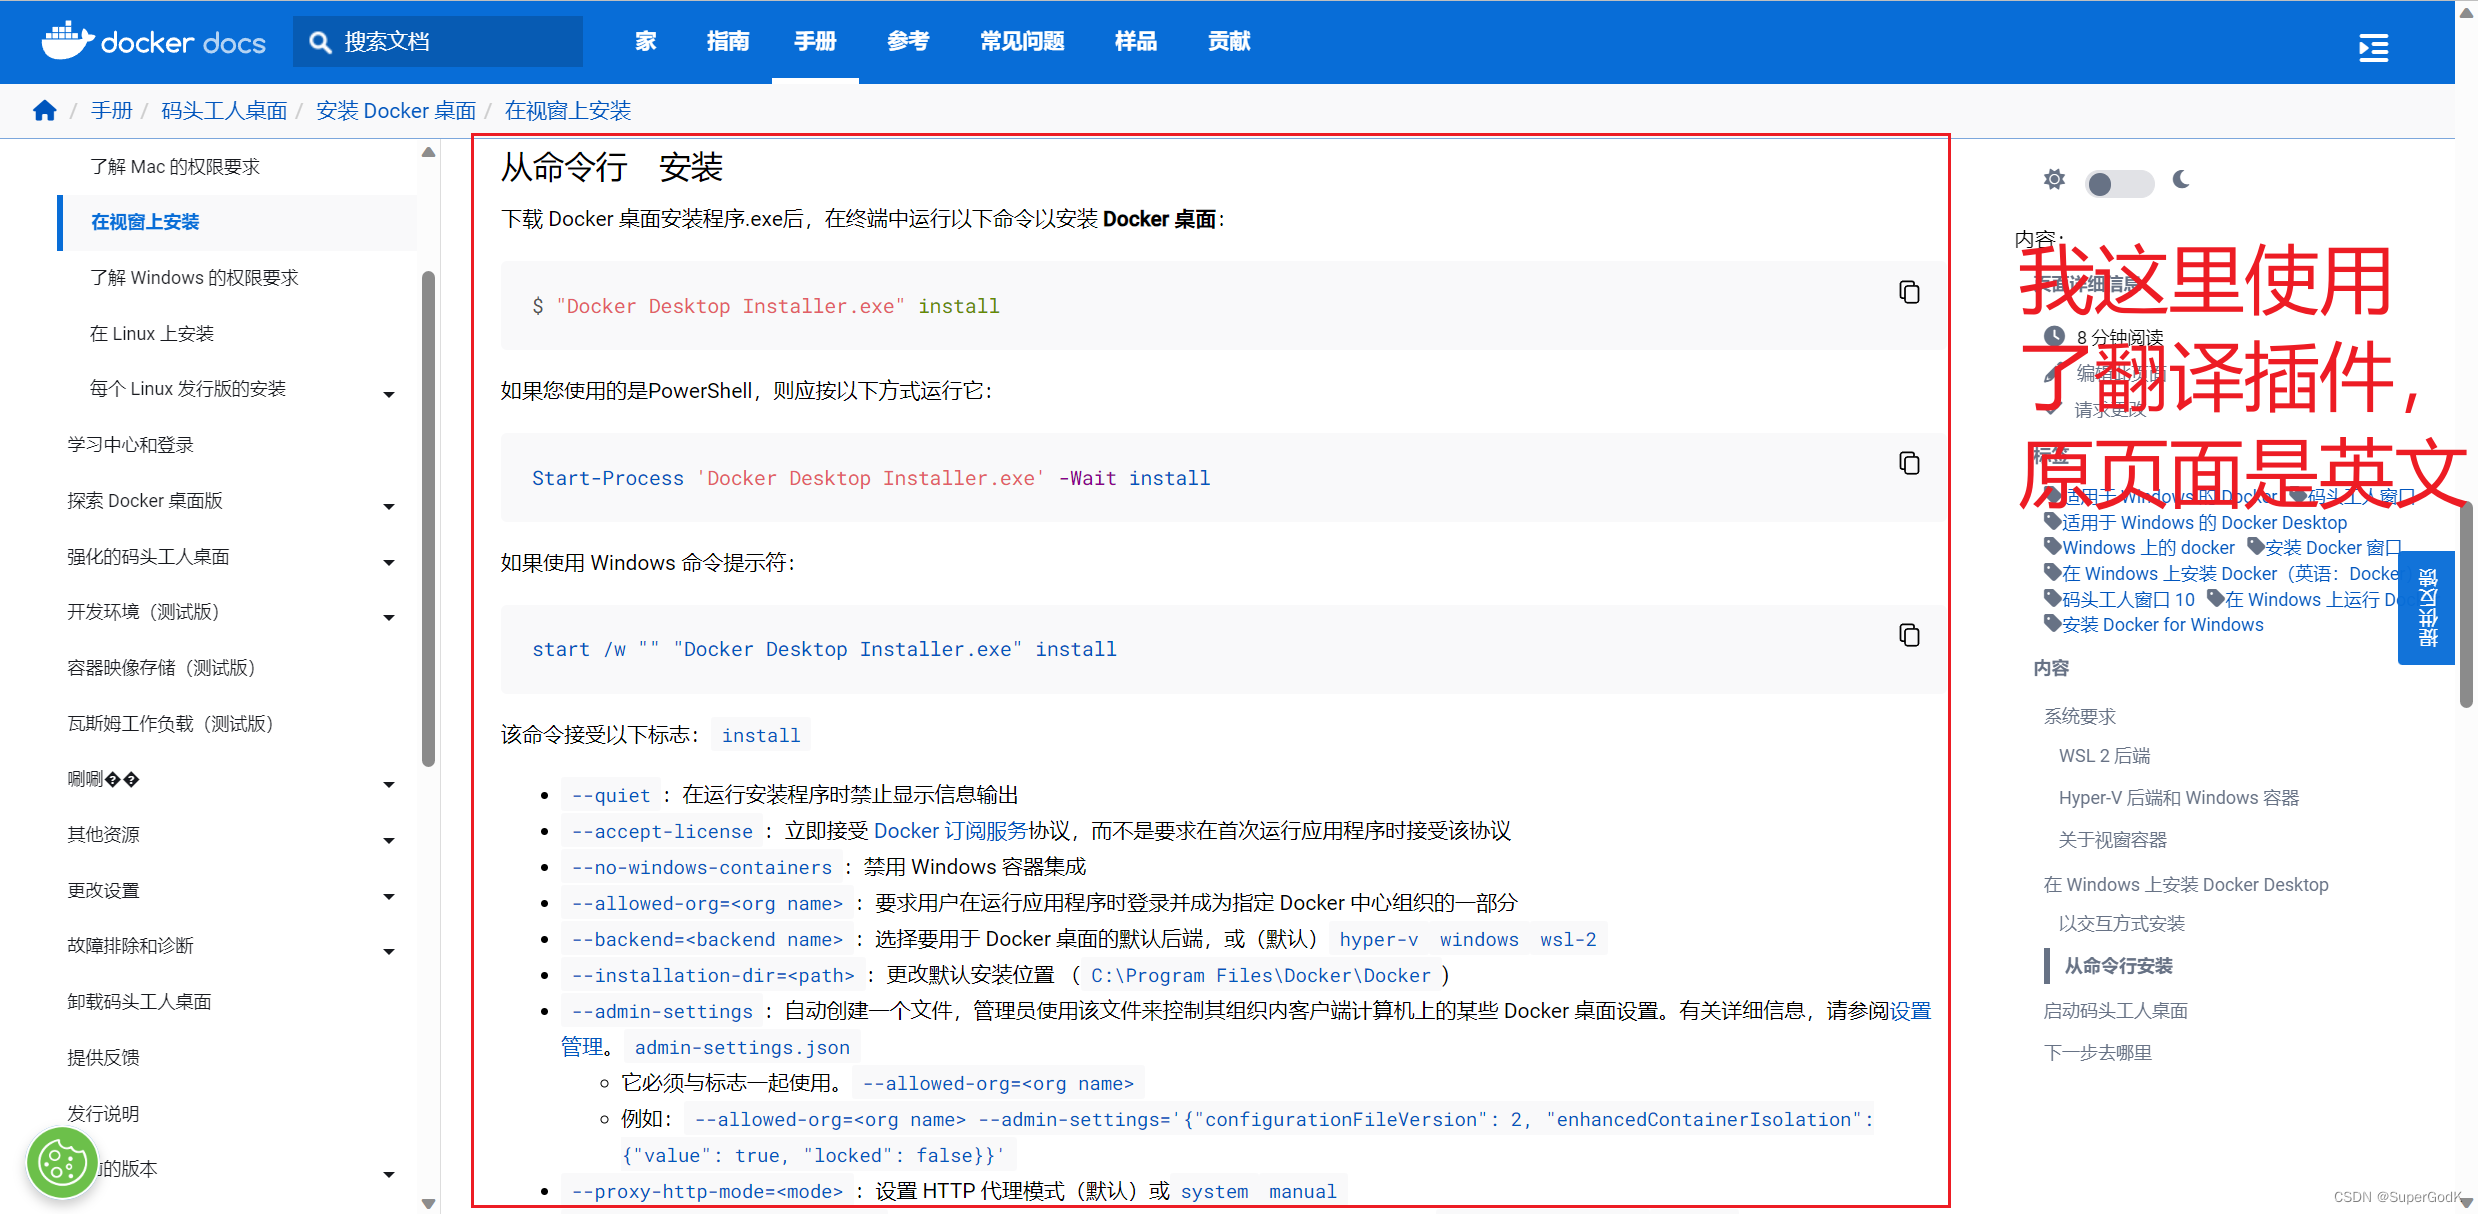 docker docs
搜索文档
家 指南 手册 参考 常见问题 样品 贡献
/ 手册 / 码头工人桌面 / 安装 Docker 桌面 / 在视窗上安装
了解 Mac 的权限要求
在视窗上安装
了解 Windows 的权限要求
在 Linux 上安装
每个 Linux 发行版的安装
学习中心和登录
探索 Docker 桌面版
强化的码头工人桌面
开发环境（测试版）
容器映像存储（测试版）
瓦斯姆工作负载（测试版）
唰唰��
其他资源
更改设置
故障排除和诊断
卸载码头工人桌面
提供反馈
发行说明
的版本
从命令行 安装
下载 Docker 桌面安装程序.exe后，在终端中运行以下命令以安装 Docker 桌面：
$ "Docker Desktop Installer.exe" install
如果您使用的是PowerShell，则应按以下方式运行它：
Start-Process 'Docker Desktop Installer.exe' -Wait install
如果使用 Windows 命令提示符：
start /w "" "Docker Desktop Installer.exe" install
该命令接受以下标志： install
--quiet ：在运行安装程序时禁止显示信息输出
--accept-license ：立即接受 Docker 订阅服务协议，而不是要求在首次运行应用程序时接受该协议
--no-windows-containers ：禁用 Windows 容器集成
--allowed-org=<org name> ：要求用户在运行应用程序时登录并成为指定 Docker 中心组织的一部分
--backend=<backend name> ：选择要用于 Docker 桌面的默认后端，或（默认） hyper-v windows wsl-2
--installation-dir=<path> ：更改默认安装位置 （ C:\Program Files\Docker\Docker ）
--admin-settings ：自动创建一个文件，管理员使用该文件来控制其组织内客户端计算机上的某些 Docker 桌面设置。有关详细信息，请参阅设置
管理。 admin-settings.json
它必须与标志一起使用。 --allowed-org=<org name>
例如： --allowed-org=<org name> --admin-settings='{"configurationFileVersion": 2, "enhancedContainerIsolation":
{"value": true, "locked": false}}'
--proxy-http-mode=<mode> ：设置 HTTP 代理模式（默认）或 system manual
内容：
页面详细信息
8 分钟阅读
编辑此页面
请求更改
标签
我这里使用
了翻译插件，
原页面是英文
适用于 Windows 的 Docker 码头工人窗口
适用于 Windows 的 Docker Desktop
Windows 上的 docker 安装 Docker 窗口
在 Windows 上安装 Docker（英语：Docker
码头工人窗口 10 在 Windows 上运行 Doc
安装 Docker for Windows
提供反馈
内容
系统要求
WSL 2 后端
Hyper-V 后端和 Windows 容器
关于视窗容器
在 Windows 上安装 Docker Desktop
以交互方式安装
从命令行安装
启动码头工人桌面
下一步去哪里
CSDN @SuperGodK